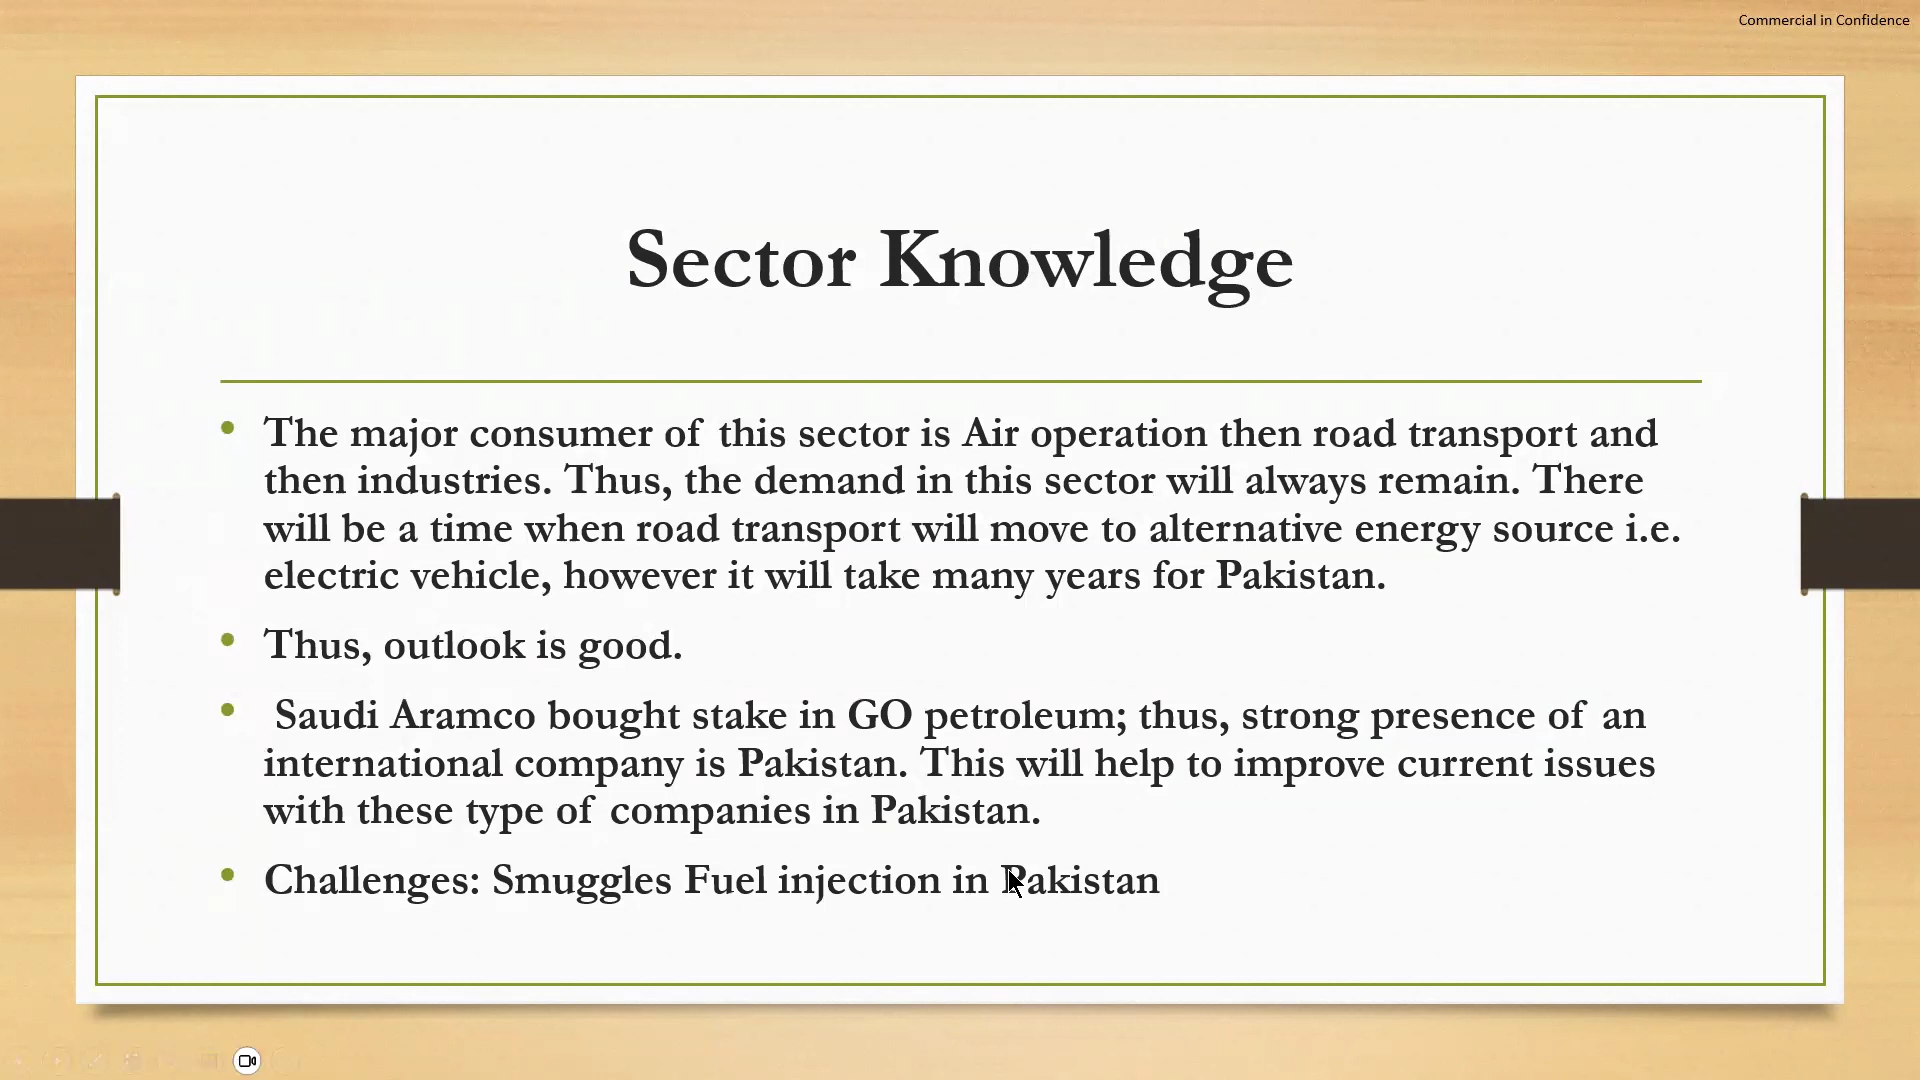 Commercial in Confidence
Sector Knowledge
• The major consumer of this sector is Air operation then road transport and
then industries. Thus, the demand in this sector will always remain. There
will be a time when road transport will move to alternative energy source i.e.
electric vehicle, however it will take many years for Pakistan.
• Thus, outlook is good.
• Saudi Aramco bought stake in GO petroleum; thus, strong presence of an
international company is Pakistan. This will help to improve current issues
with these type of companies in Pakistan.
• Challenges: Smuggles Fuel injection in Pakistan